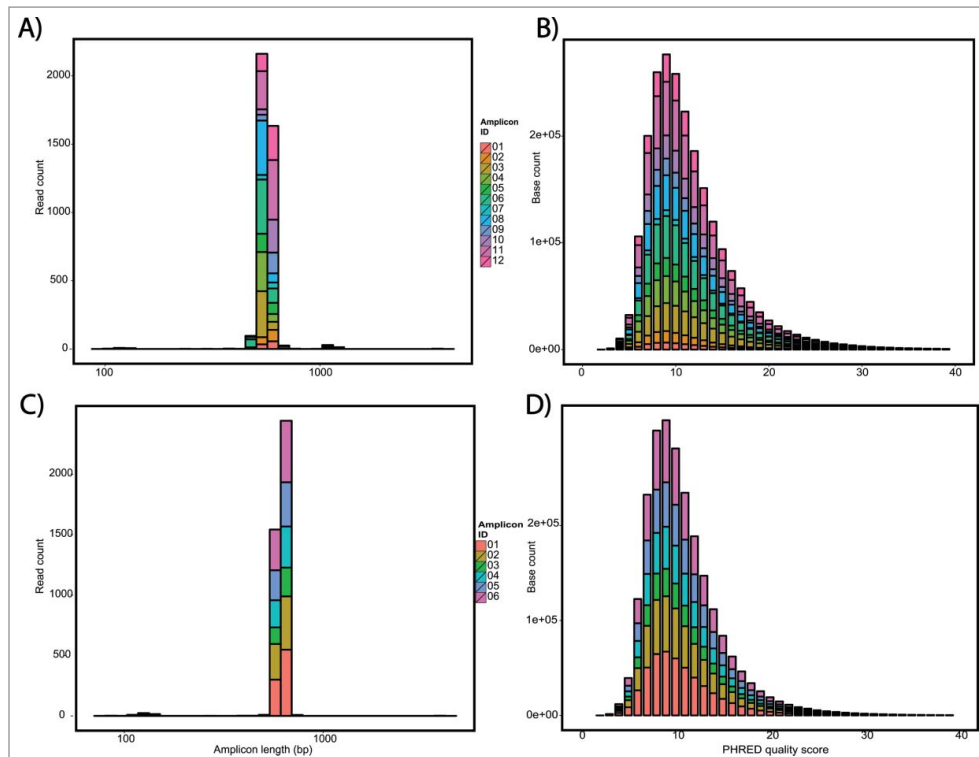 A)
Read count
2000
1500
1000
500
0
100
1000
Amplicon
ID
01
02
03
04
05
06
07
08
09
10
11
12
B)
Base count
2e+05
1e+05
0e+00
0
10
20
30
40
C)
Read count
2000
1500
1000
500
0
100
1000
Amplicon length (bp)
Amplicon
ID
01
02
03
04
05
06
D)
Base count
2e+05
1e+05
0e+00
0
10
20
30
40
PHRED quality score